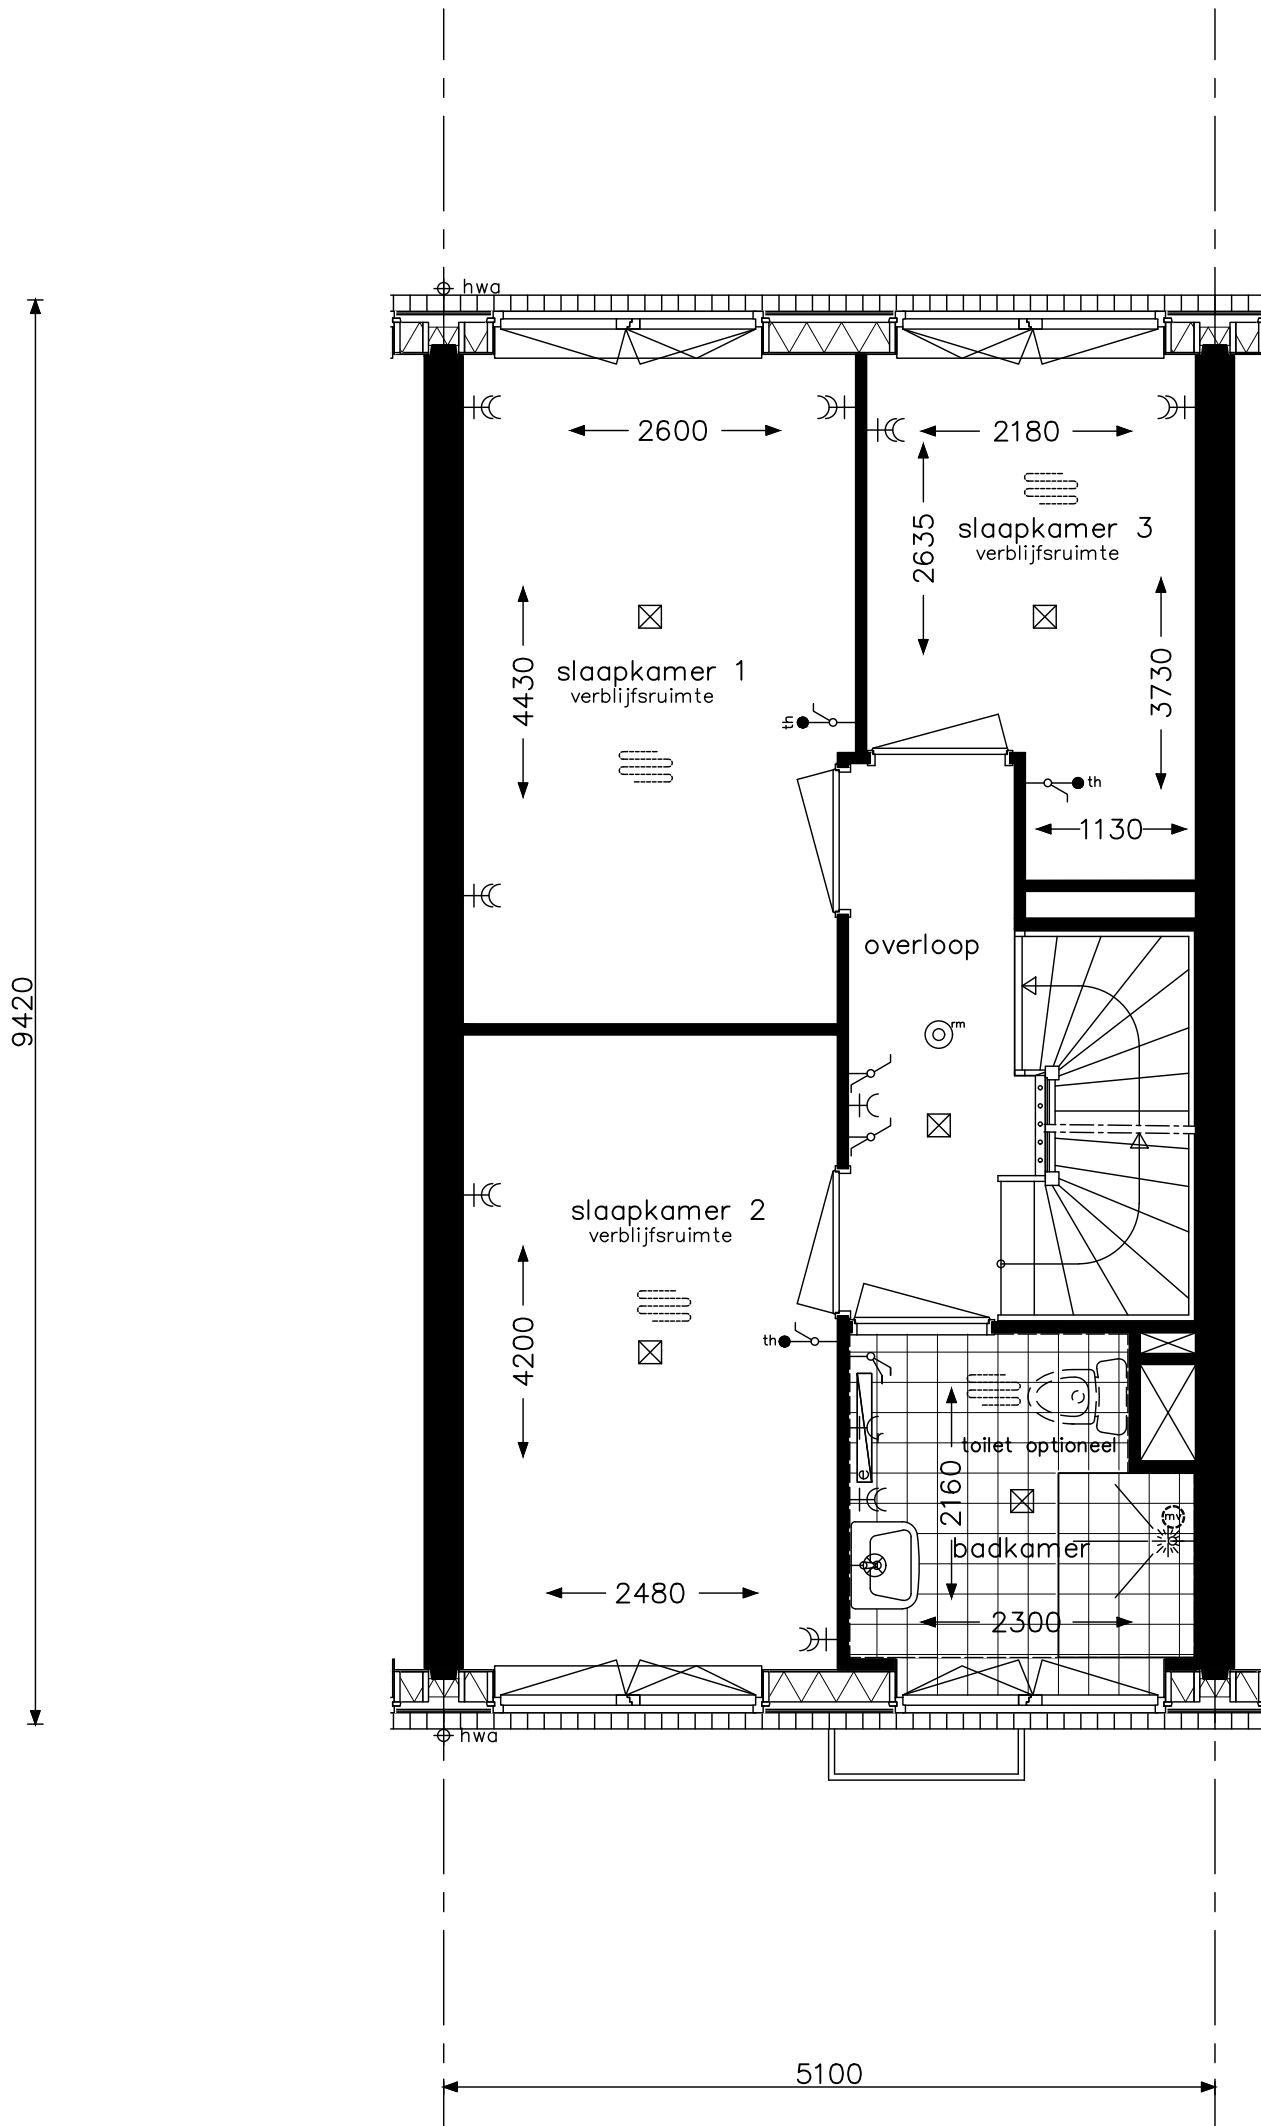 hwa
2600
2180
2635
slaapkamer 3
verblijfsruimte
4430
slaapkamer 1
verblijfsruimte
3730
th
th
1130
overloop
9420
rm
slaapkamer 2
verblijfsruimte
4200
th
toilet optioneel
e
2160
mv
badkamer
2480
2300
hwa
5100